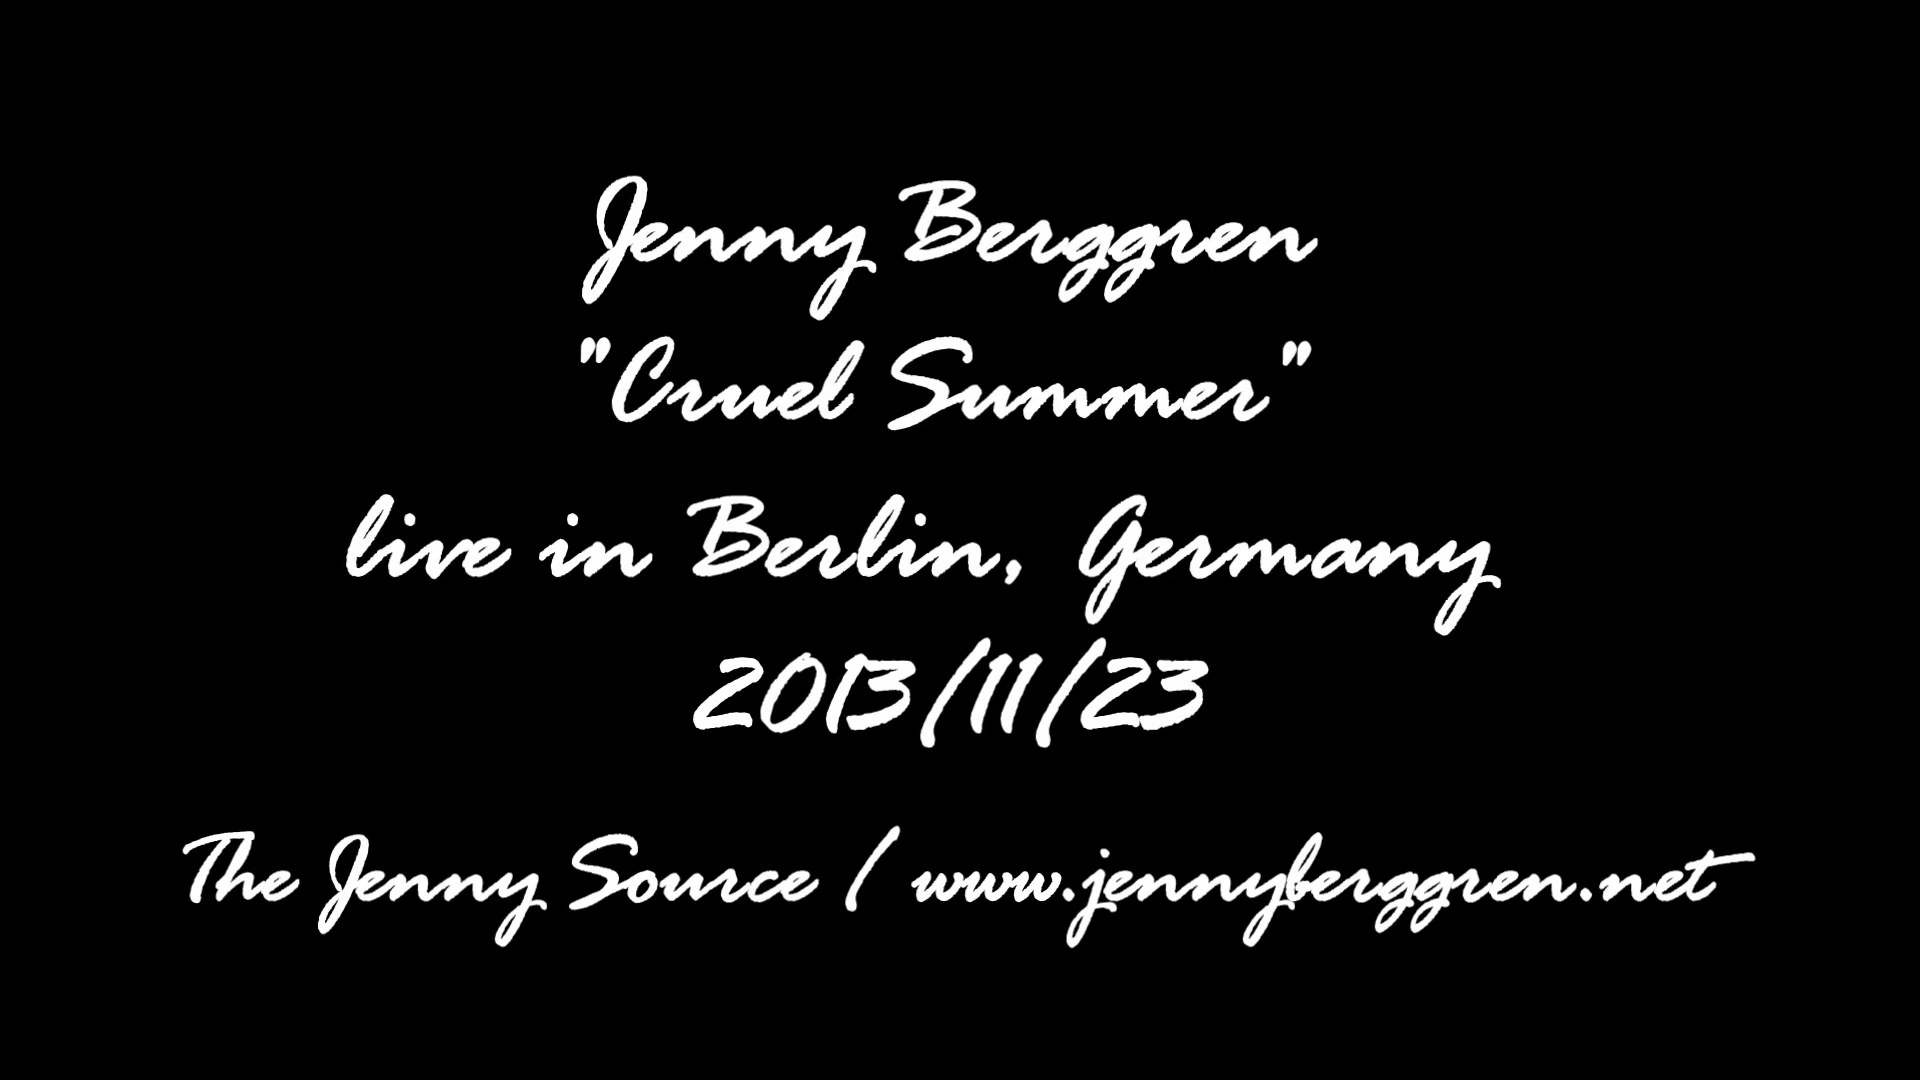 Jenny Berggren
"Cruel Summer"
live in Berlin, Germany
2013/11/23
The Jenny Source / www.jennyberggren.net